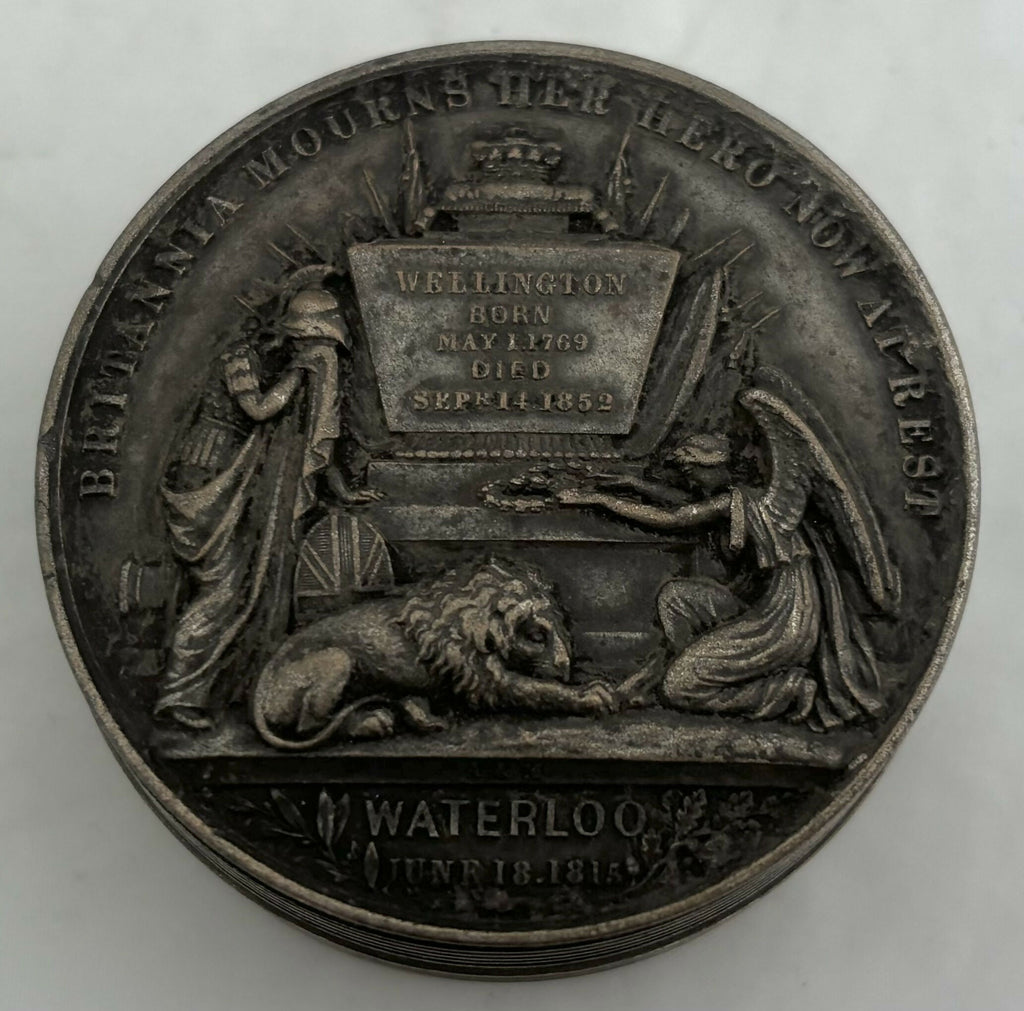 BRITANNIA MOURNS HER HERO NOW AT REST
WELLINGTON
BORN
MAY 1.1769
DIED
SEPR 14.1852
WATERLOO
JUNE 18.1815